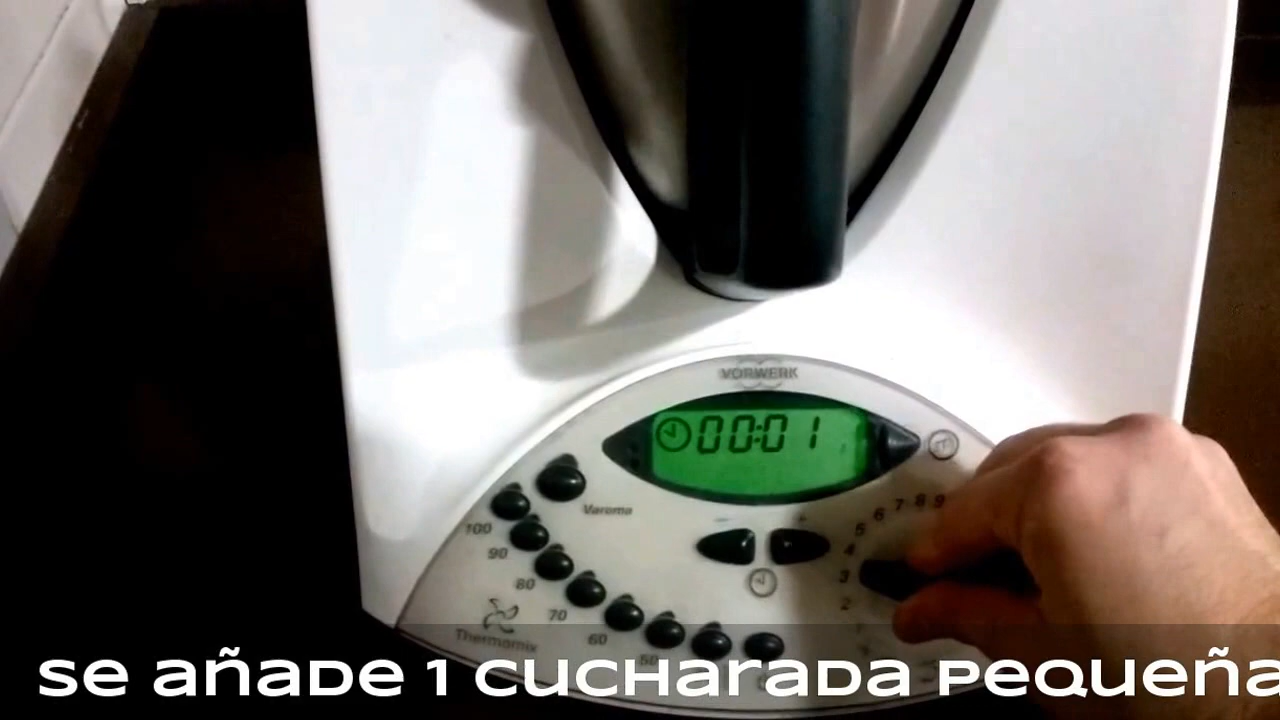 VORWERK
00:01
Varoma
100
90
80
70
60
50
Thermomix
- +
1 2 3 4 5 6 7 8 9
se añade 1 cucharada pequeña